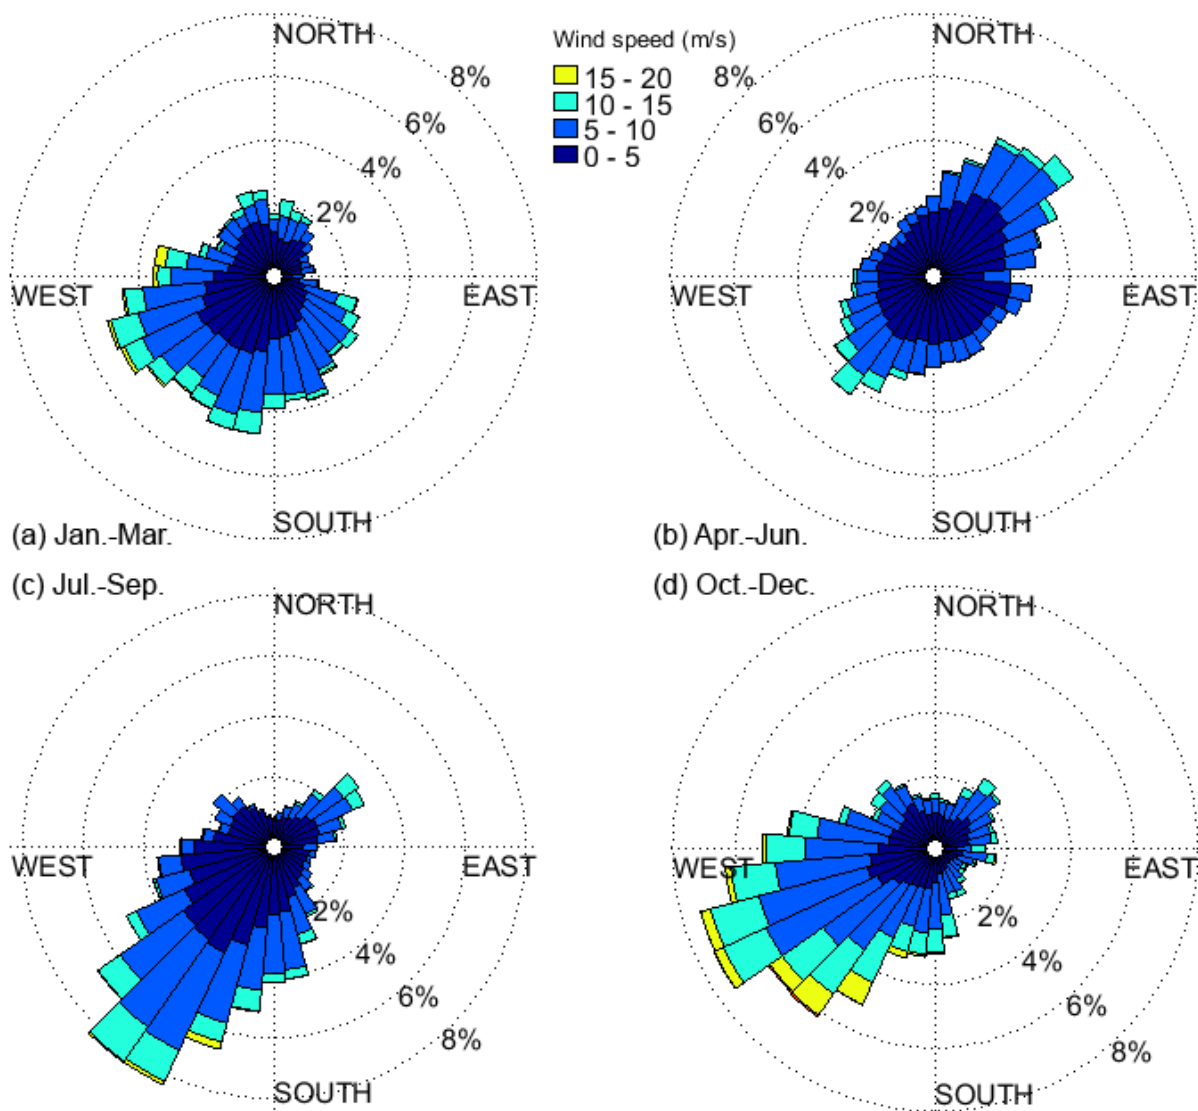 NORTH
8%
6%
4%
2%
WEST
EAST
SOUTH
(a) Jan.-Mar.
Wind speed (m/s)
15 - 20
10 - 15
5 - 10
0 - 5
NORTH
8%
6%
4%
2%
WEST
EAST
SOUTH
(b) Apr.-Jun.
(c) Jul.-Sep.
NORTH
WEST
EAST
2%
4%
6%
8%
SOUTH
(d) Oct.-Dec.
NORTH
WEST
EAST
2%
4%
6%
8%
SOUTH